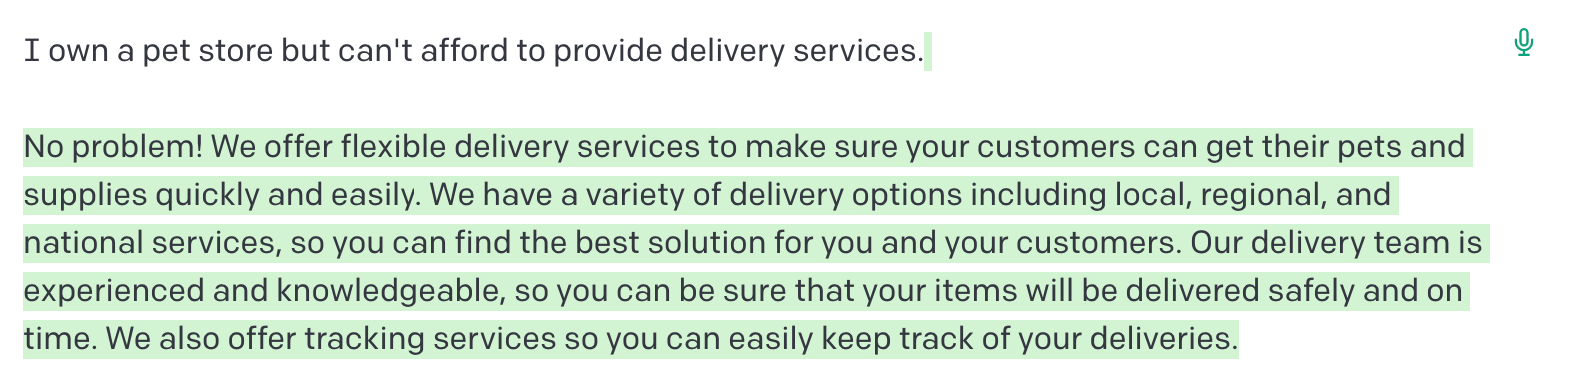 I own a pet store but can't afford to provide delivery services.
No problem! We offer flexible delivery services to make sure your customers can get their pets and
supplies quickly and easily. We have a variety of delivery options including local, regional, and
national services, so you can find the best solution for you and your customers. Our delivery team is
experienced and knowledgeable, so you can be sure that your items will be delivered safely and on
time. We also offer tracking services so you can easily keep track of your deliveries.